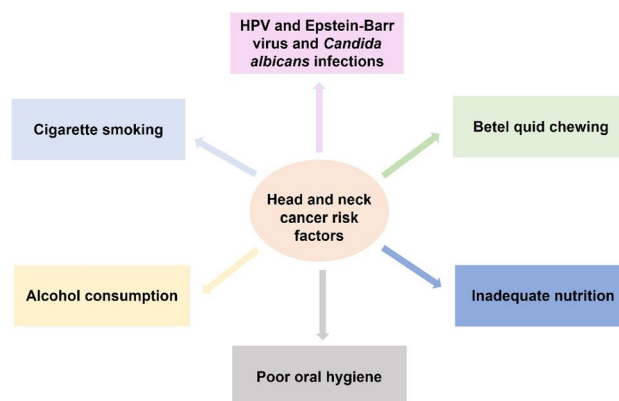 HPV and Epstein-Barr
virus and Candida
albicans infections
Cigarette smoking
Betel quid chewing
Head and neck
cancer risk
factors
Alcohol consumption
Inadequate nutrition
Poor oral hygiene